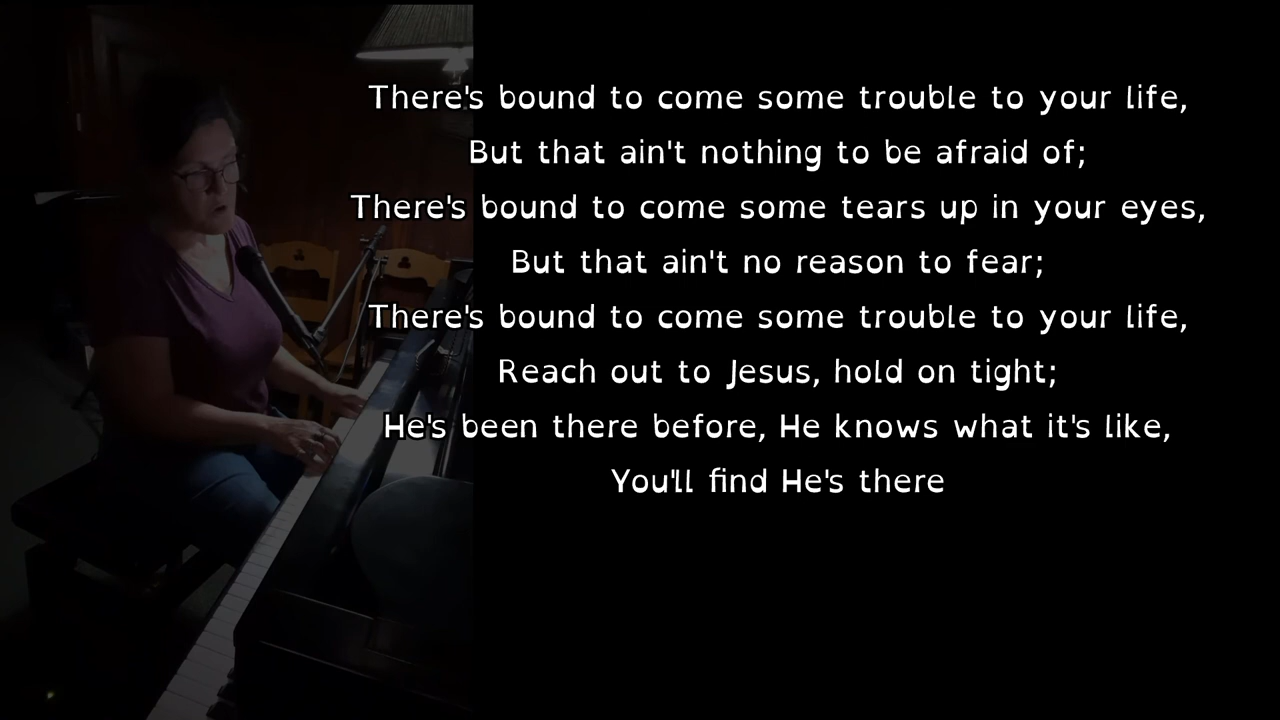 There's bound to come some trouble to your life,
But that ain't nothing to be afraid of;
There's bound to come some tears up in your eyes,
But that ain't no reason to fear;
There's bound to come some trouble to your life,
Reach out to Jesus, hold on tight;
He's been there before, He knows what it's like,
You'll find He's there